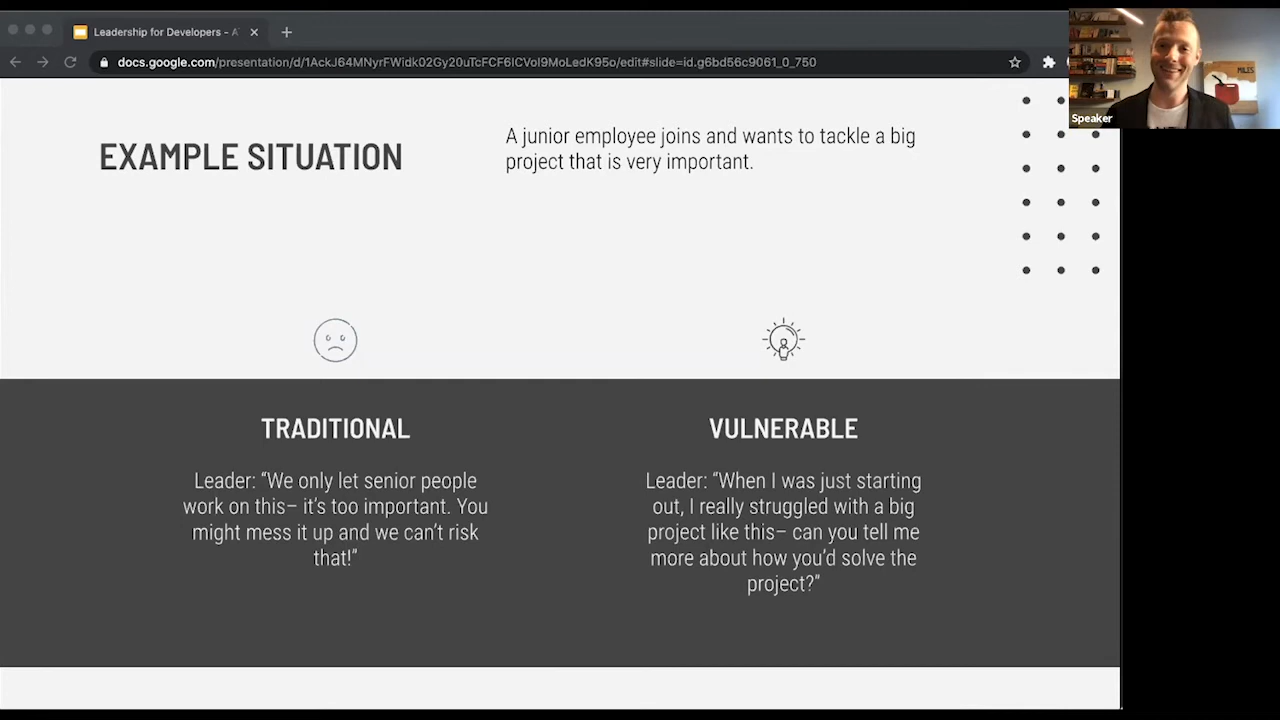 Leadership for Developers - A
docs.google.com/presentation/d/1AckJ64MNyrFWidk02Gy20uTcFCF6ICVoI9MoLedK95o/edit#slide=id.g6bd56c9061_0_750
MILES
Speaker
EXAMPLE SITUATION
A junior employee joins and wants to tackle a big
project that is very important.
TRADITIONAL
Leader: “We only let senior people
work on this– it’s too important. You
might mess it up and we can’t risk
that!”
VULNERABLE
Leader: “When I was just starting
out, I really struggled with a big
project like this– can you tell me
more about how you’d solve the
project?”